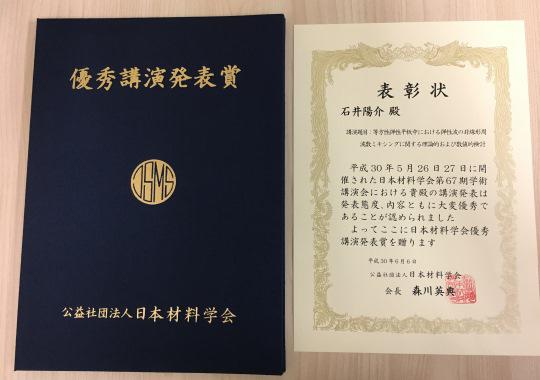 優秀講演発表賞
JSMS
公益社団法人日本材料学会
表彰状
石井陽介 殿
講演題目：等方性弾性平板中における弾性波の非線形周
波数ミキシングに関する理論的および数値的検討
平成30年5月26日27日に開
催された日本材料学会第67期学術
講演会における貴殿の講演発表は
発表態度、内容ともに大変優秀で
あることが認められました
よってここに日本材料学会優秀
講演発表賞を贈ります
平成30年6月6日
公益社団法人日本材料学会
会長 森川英典